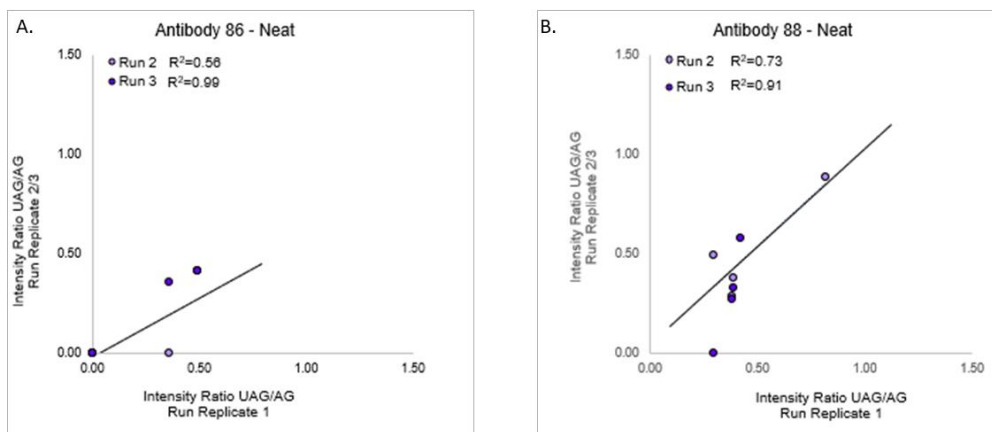 A.
Antibody 86 - Neat
1.50
Run 2 R²=0.56
Run 3 R²=0.99
1.00
0.50
0.00
0.00 0.50 1.00 1.50
Intensity Ratio UAG/AG
Run Replicate 2/3
Intensity Ratio UAG/AG
Run Replicate 1
B.
Antibody 88 - Neat
1.50
Run 2 R²=0.73
Run 3 R²=0.91
1.00
0.50
0.00
0.00 0.50 1.00 1.50
Intensity Ratio UAG/AG
Run Replicate 2/3
Intensity Ratio UAG/AG
Run Replicate 1